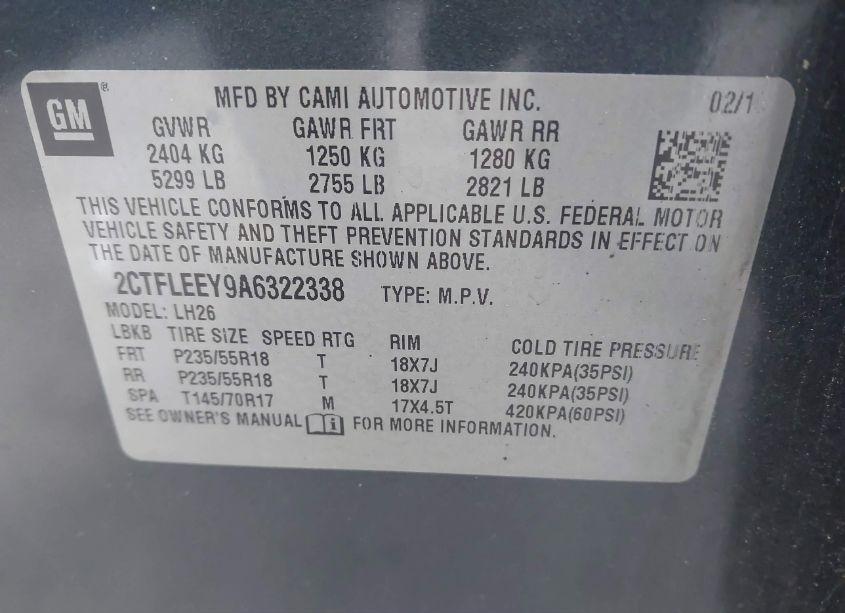 GM ®
MFD BY CAMI AUTOMOTIVE INC. 02/1
GVWR GAWR FRT GAWR RR
2404 KG 1250 KG 1280 KG
5299 LB 2755 LB 2821 LB
THIS VEHICLE CONFORMS TO ALL APPLICABLE U.S. FEDERAL MOTOR
VEHICLE SAFETY AND THEFT PREVENTION STANDARDS IN EFFECT ON
THE DATE OF MANUFACTURE SHOWN ABOVE.
2CTFLEEY9A6322338 TYPE: M.P.V.
MODEL: LH26
LBKB TIRE SIZE SPEED RTG RIM COLD TIRE PRESSURE
FRT P235/55R18 T 18X7J 240KPA(35PSI)
RR P235/55R18 T 18X7J 240KPA(35PSI)
SPA T145/70R17 M 17X4.5T 420KPA(60PSI)
SEE OWNER'S MANUAL FOR MORE INFORMATION.